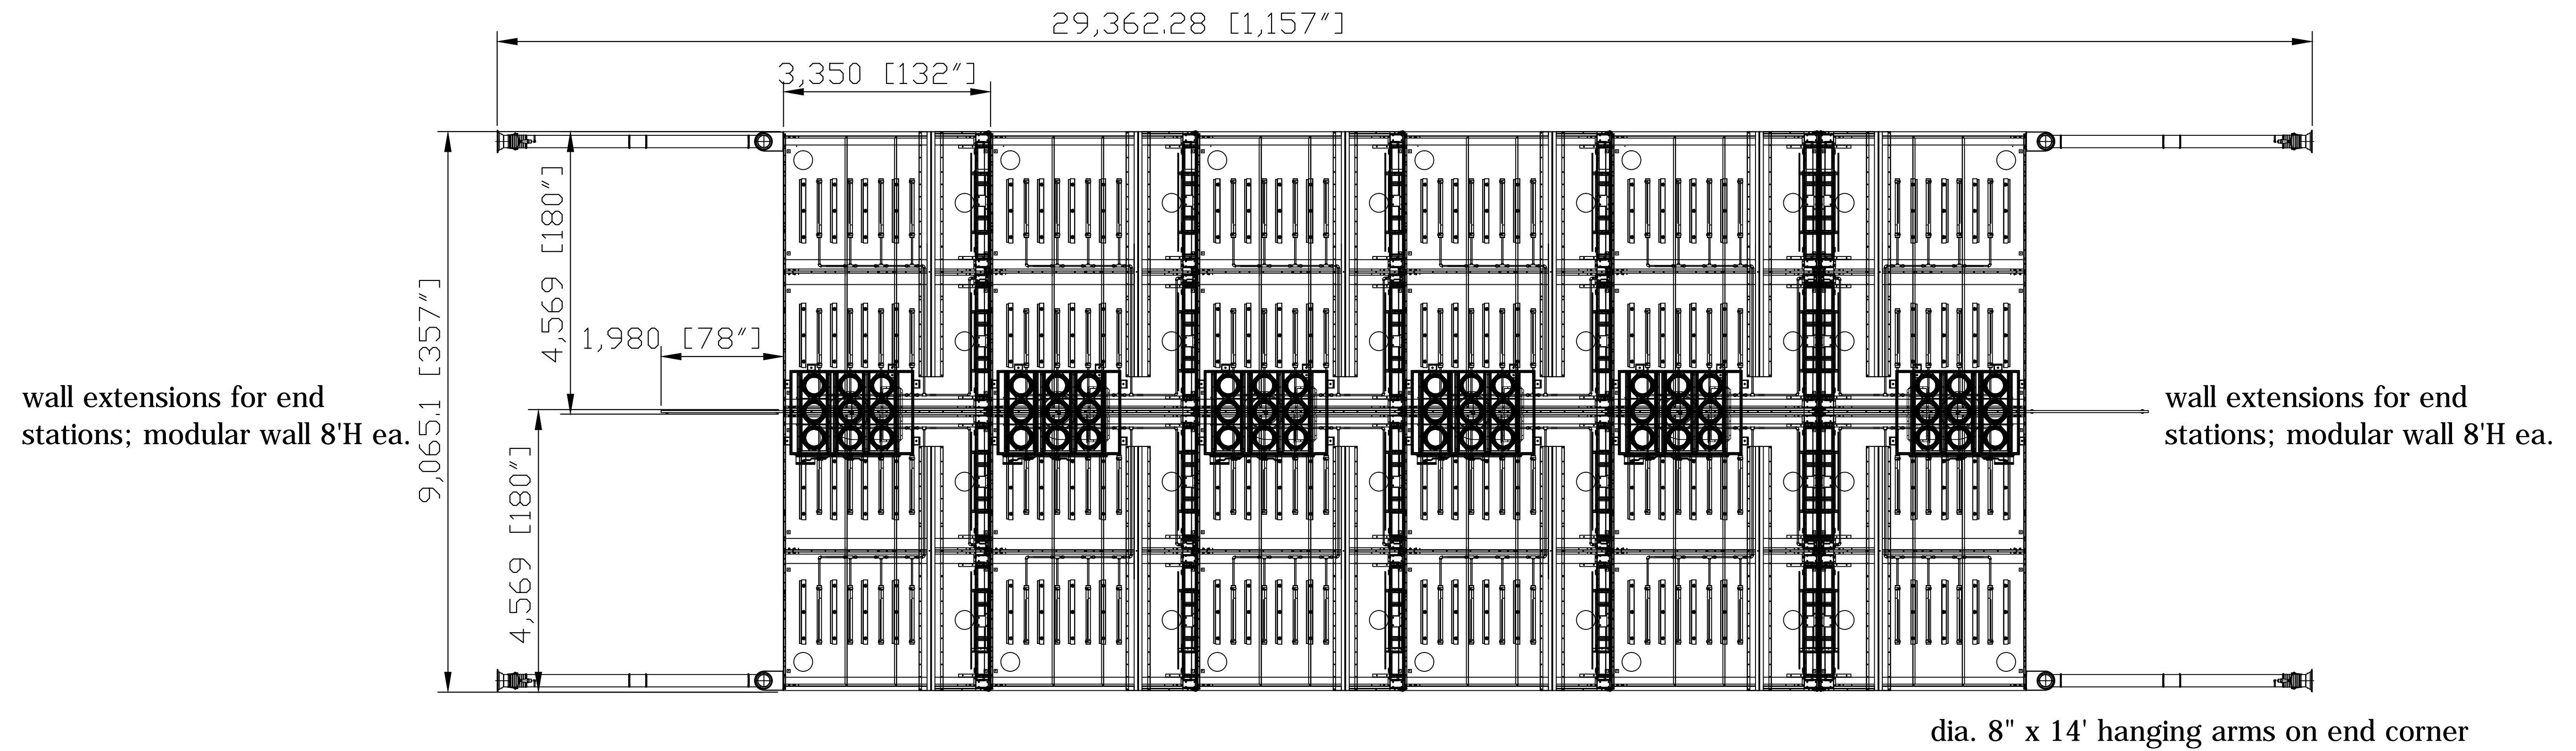 29,362.28 [1,157″]
3,350 [132″]
4,569 [180″]
1,980 [78″]
9,065.1 [357″]
4,569 [180″]
wall extensions for end
stations; modular wall 8'H ea.
wall extensions for end
stations; modular wall 8'H ea.
dia. 8" x 14' hanging arms on end corner